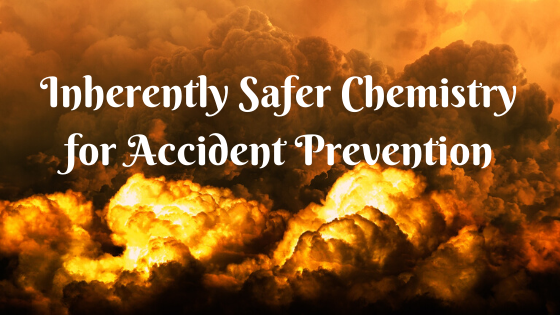 Inherently Safer Chemistry
for Accident Prevention